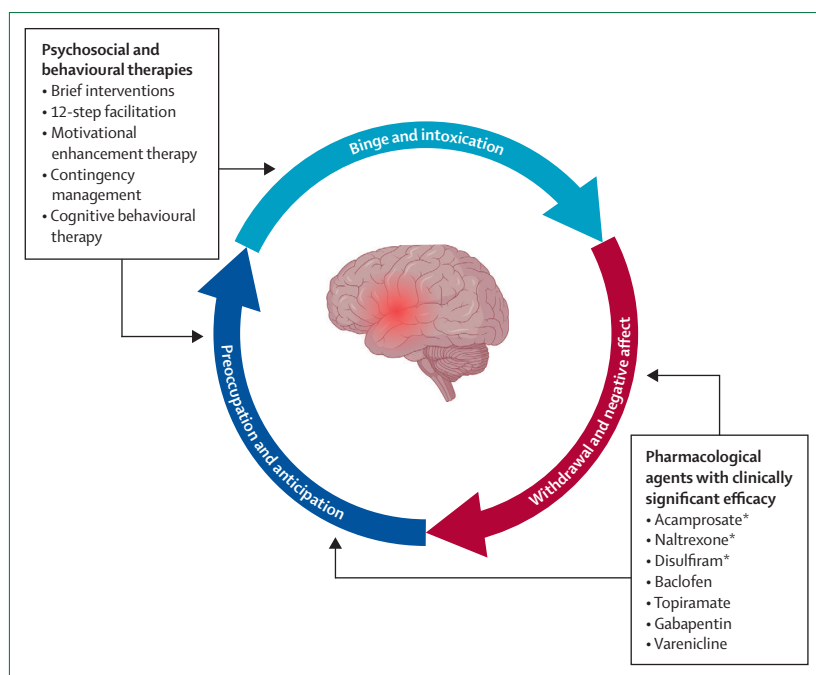 Psychosocial and
behavioural therapies
• Brief interventions
• 12-step facilitation
• Motivational
enhancement therapy
• Contingency
management
• Cognitive behavioural
therapy
Binge and intoxication
Withdrawal and negative affect
Preoccupation and anticipation
Pharmacological
agents with clinically
significant efficacy
• Acamprosate*
• Naltrexone*
• Disulfiram*
• Baclofen
• Topiramate
• Gabapentin
• Varenicline